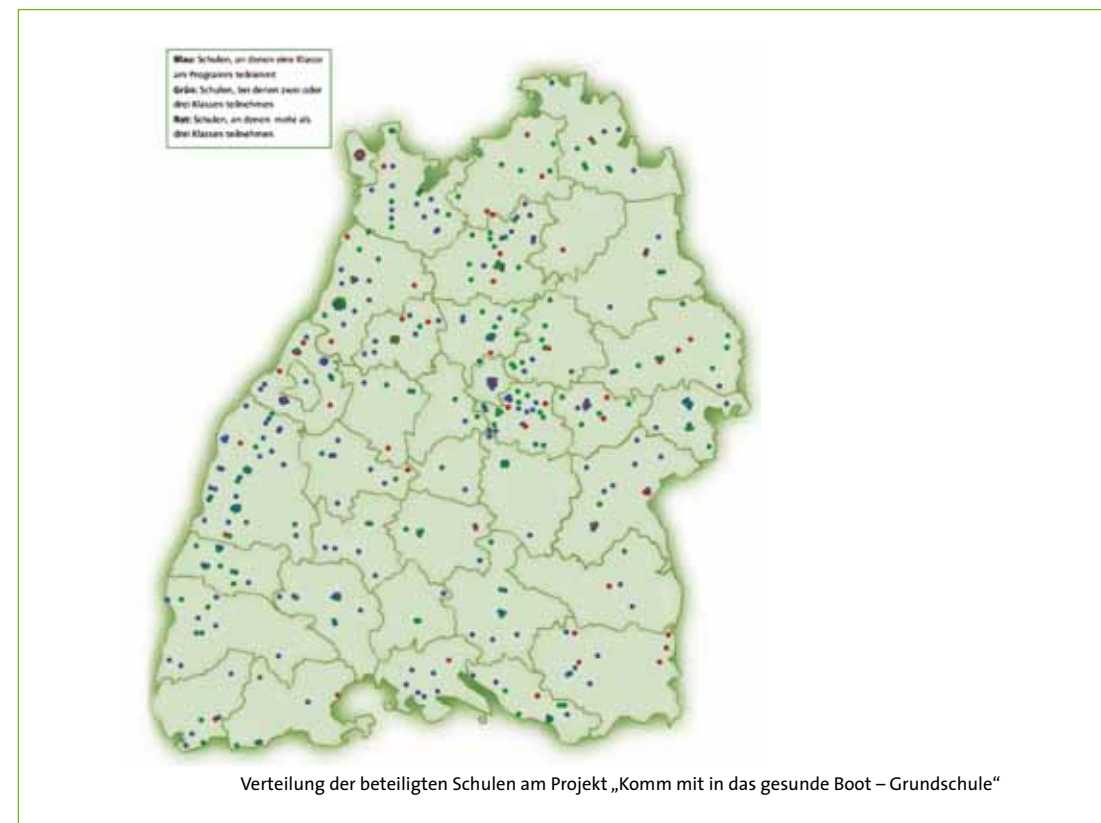 Blau: Schulen, an denen eine Klasse
am Programm teilnimmt
Grün: Schulen, bei denen zwei oder
drei Klassen teilnehmen
Rot: Schulen, an denen mehr als
drei Klassen teilnehmen
Verteilung der beteiligten Schulen am Projekt „Komm mit in das gesunde Boot – Grundschule“